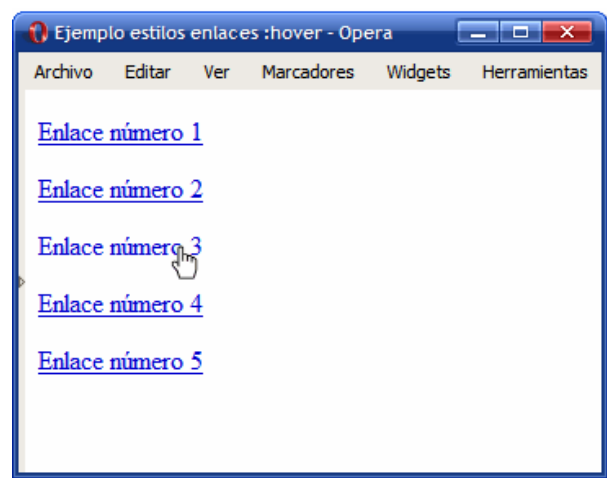 Ejemplo estilos enlaces :hover - Opera
Archivo Editar Ver Marcadores Widgets Herramientas
Enlace número 1
Enlace número 2
Enlace número 3
Enlace número 4
Enlace número 5